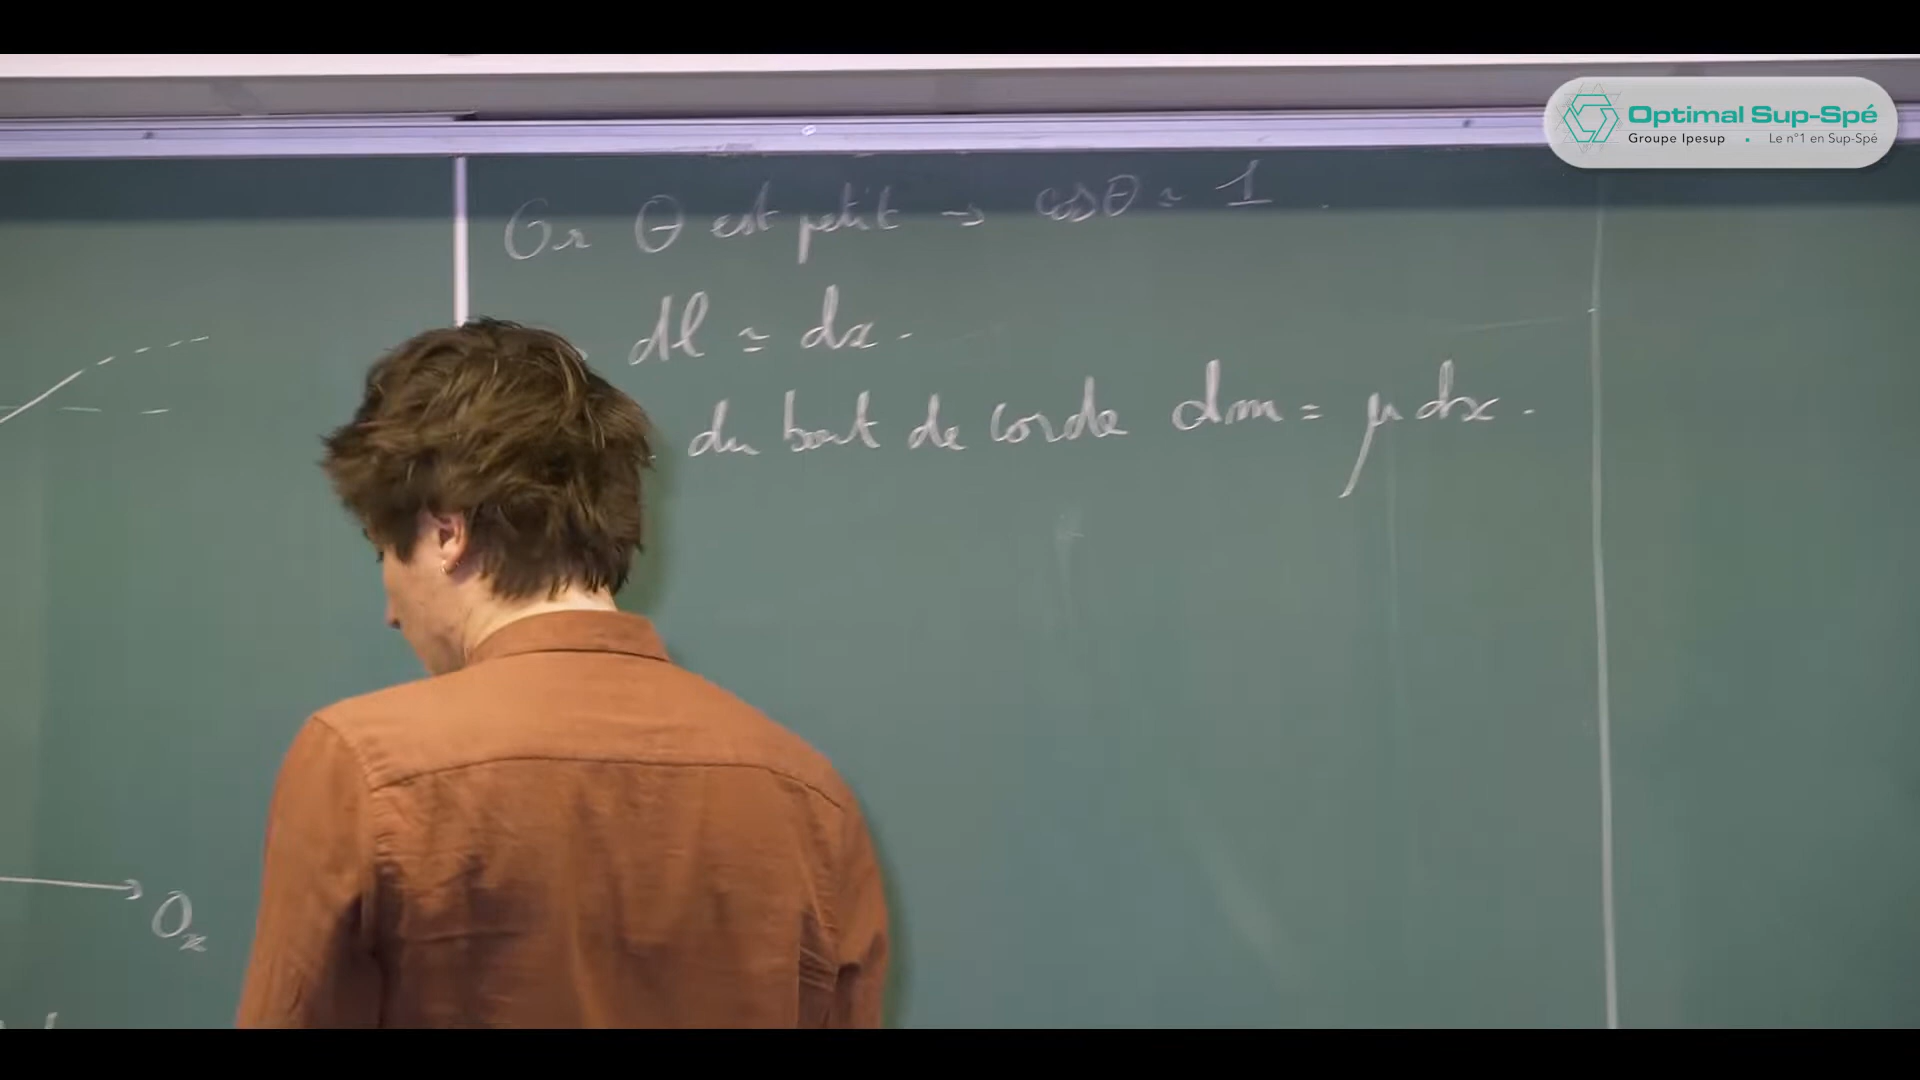 Optimal Sup-Spé
Groupe Ipesup • Le n°1 en Sup-Spé
Or θ est petit → cosθ ≃ 1.
dl ≃ dx.
du bout de corde dm = μ dx.
Ox